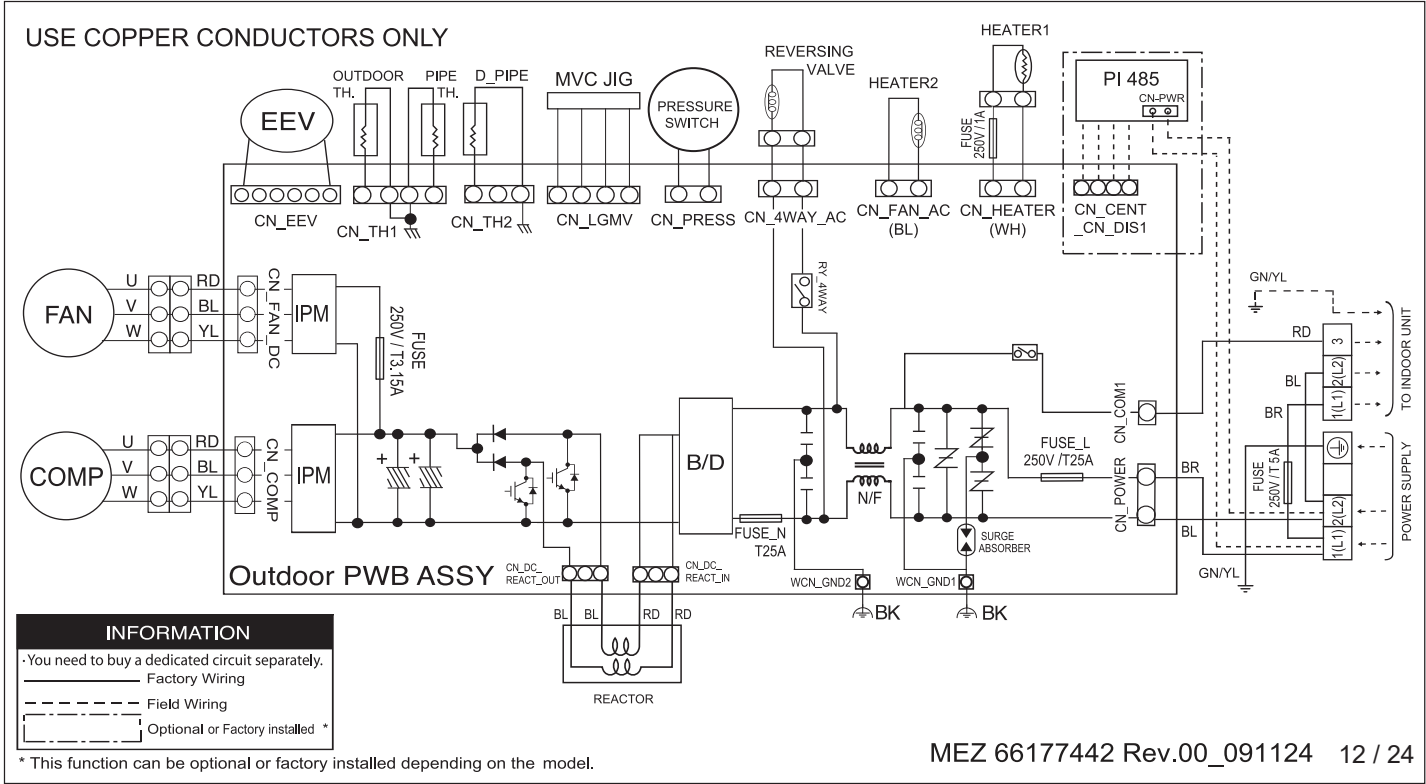 USE COPPER CONDUCTORS ONLY
EEV
OUTDOOR
TH.
PIPE
TH.
D_PIPE
MVC JIG
PRESSURE
SWITCH
REVERSING
VALVE
HEATER2
HEATER1
FUSE
250V / 1A
PI 485
CN-PWR
CN_EEV
CN_TH1
CN_TH2
CN_LGMV
CN_PRESS
CN_4WAY_AC
CN_FAN_AC
(BL)
CN_HEATER
(WH)
CN_CENT
_CN_DIS1
FAN
U
V
W
RD
BL
YL
CN_FAN_DC
IPM
FUSE
250V / T3.15A
RY_4WAY
GN/YL
RD
BL
BR
3
2(L2)
1(L1)
TO INDOOR UNIT
COMP
U
V
W
RD
BL
YL
CN_COMP
IPM
+
+
B/D
FUSE_N
T25A
N/F
SURGE
ABSORBER
FUSE_L
250V /T25A
CN_COM1
CN_POWER
BR
BL
FUSE
250V / T 5A
2(L2)
1(L1)
POWER SUPPLY
GN/YL
Outdoor PWB ASSY
CN_DC_
REACT_OUT
CN_DC_
REACT_IN
WCN_GND2
BK
WCN_GND1
BK
BL
BL
RD
RD
REACTOR
INFORMATION
·You need to buy a dedicated circuit separately.
Factory Wiring
Field Wiring
Optional or Factory installed *
* This function can be optional or factory installed depending on the model.
MEZ 66177442 Rev.00_091124 12 / 24